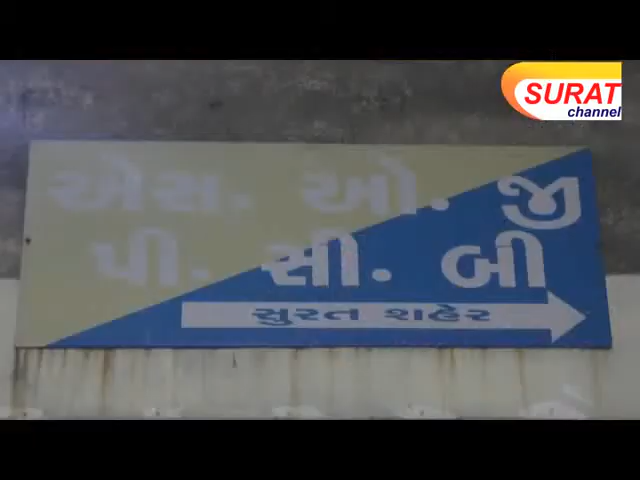 SURAT
channel
એસ. ઓ. જી
પી. સી. બી
સુરત શહેર